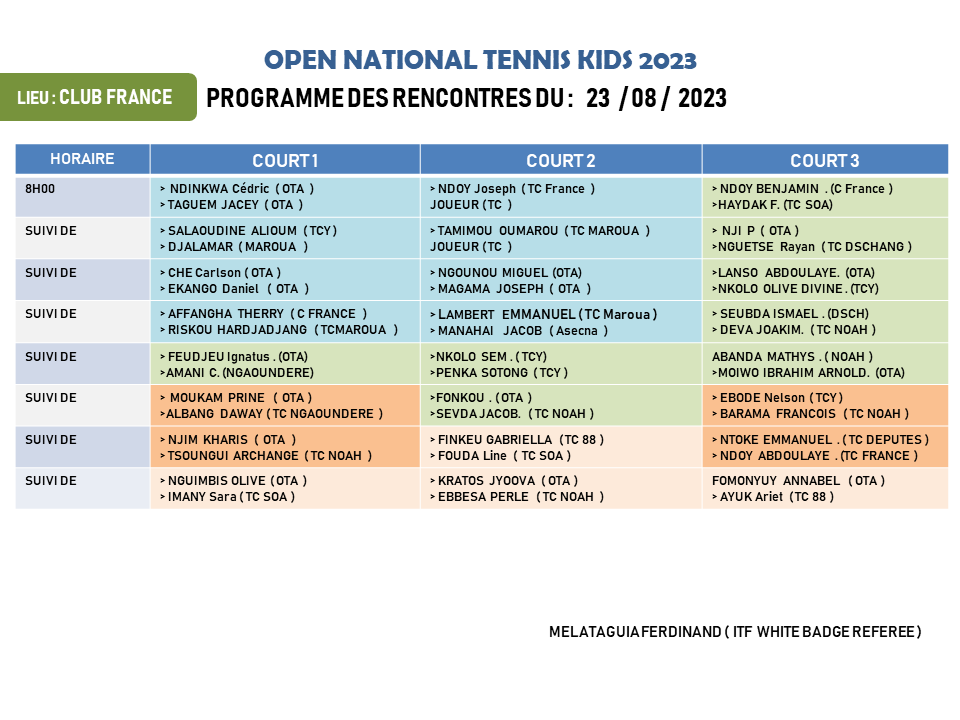 OPEN NATIONAL TENNIS KIDS 2023
LIEU : CLUB FRANCE
PROGRAMME DES RENCONTRES DU : 23 / 08 / 2023
HORAIRE COURT 1 COURT 2 COURT 3
8H00
> NDINKWA Cédric ( OTA )
> TAGUEM JACEY ( OTA )
> NDOY Joseph ( TC France )
JOUEUR (TC )
> NDOY BENJAMIN . (C France )
>HAYDAK F. (TC SOA)
SUIVI DE
> SALAOUDINE ALIOUM ( TCY )
> DJALAMAR ( MAROUA )
> TAMIMOU OUMAROU ( TC MAROUA )
JOUEUR (TC )
> NJI P ( OTA )
>NGUETSE Rayan ( TC DSCHANG )
SUIVI DE
> CHE Carlson ( OTA )
> EKANGO Daniel ( OTA )
> NGOUNOU MIGUEL (OTA)
> MAGAMA JOSEPH ( OTA )
>LANSO ABDOULAYE. (OTA)
>NKOLO OLIVE DIVINE . (TCY)
SUIVI DE
> AFFANGHA THERRY ( C FRANCE )
> RISKOU HARDJADJANG ( TCMAROUA )
> LAMBERT EMMANUEL ( TC Maroua )
> MANAHAI JACOB ( Asecna )
> SEUBDA ISMAEL . (DSCH)
> DEVA JOAKIM. ( TC NOAH )
SUIVI DE
> FEUDJEU Ignatus . (OTA)
>AMANI C. (NGAOUNDERE)
>NKOLO SEM . ( TCY)
>PENKA SOTONG ( TCY )
ABANDA MATHYS . ( NOAH )
>MOIWO IBRAHIM ARNOLD. (OTA)
SUIVI DE
> MOUKAM PRINE ( OTA )
>ALBANG DAWAY ( TC NGAOUNDERE )
>FONKOU . ( OTA )
>SEVDA JACOB. ( TC NOAH )
> EBODE Nelson ( TCY )
> BARAMA FRANCOIS ( TC NOAH )
SUIVI DE
> NJIM KHARIS ( OTA )
> TSOUNGUI ARCHANGE ( TC NOAH )
> FINKEU GABRIELLA (TC 88 )
> FOUDA Line ( TC SOA )
> NTOKE EMMANUEL . ( TC DEPUTES )
> NDOY ABDOULAYE . (TC FRANCE )
SUIVI DE
> NGUIMBIS OLIVE ( OTA )
> IMANY Sara ( TC SOA )
> KRATOS JYOOVA ( OTA )
> EBBESA PERLE ( TC NOAH )
FOMONYUY ANNABEL ( OTA )
> AYUK Ariet (TC 88 )
MELATAGUIA FERDINAND ( ITF WHITE BADGE REFEREE )